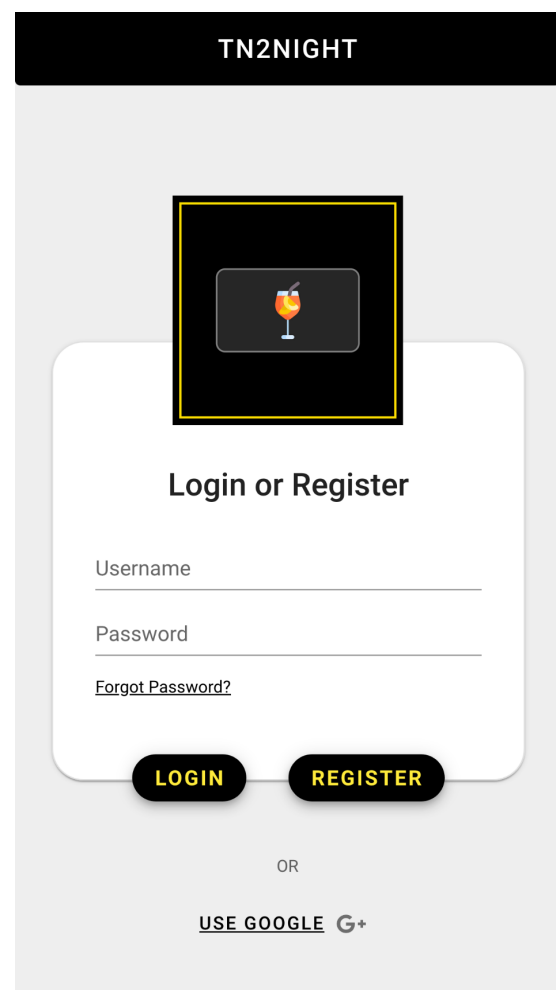 TN2NIGHT
Login or Register
Username
Password
Forgot Password?
LOGIN REGISTER
OR
USE GOOGLE G+